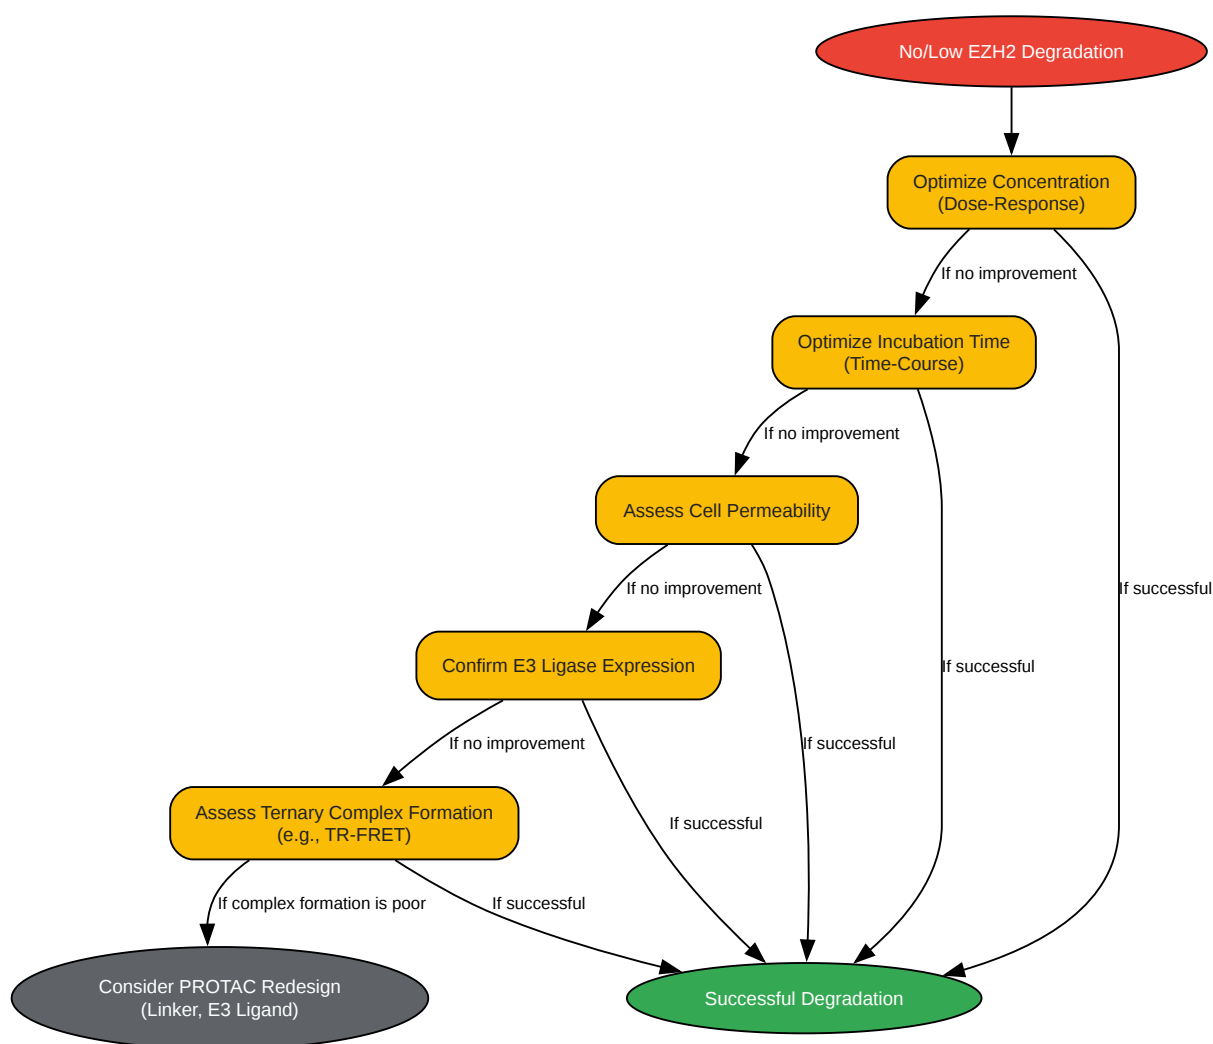 No/Low EZH2 Degradation
Optimize Concentration
(Dose-Response)
If no improvement
Optimize Incubation Time
(Time-Course)
If no improvement
Assess Cell Permeability
If no improvement
If successful
Confirm E3 Ligase Expression
If successful
If no improvement
If successful
Assess Ternary Complex Formation
(e.g., TR-FRET)
If successful
If complex formation is poor
If successful
Consider PROTAC Redesign
(Linker, E3 Ligand)
Successful Degradation